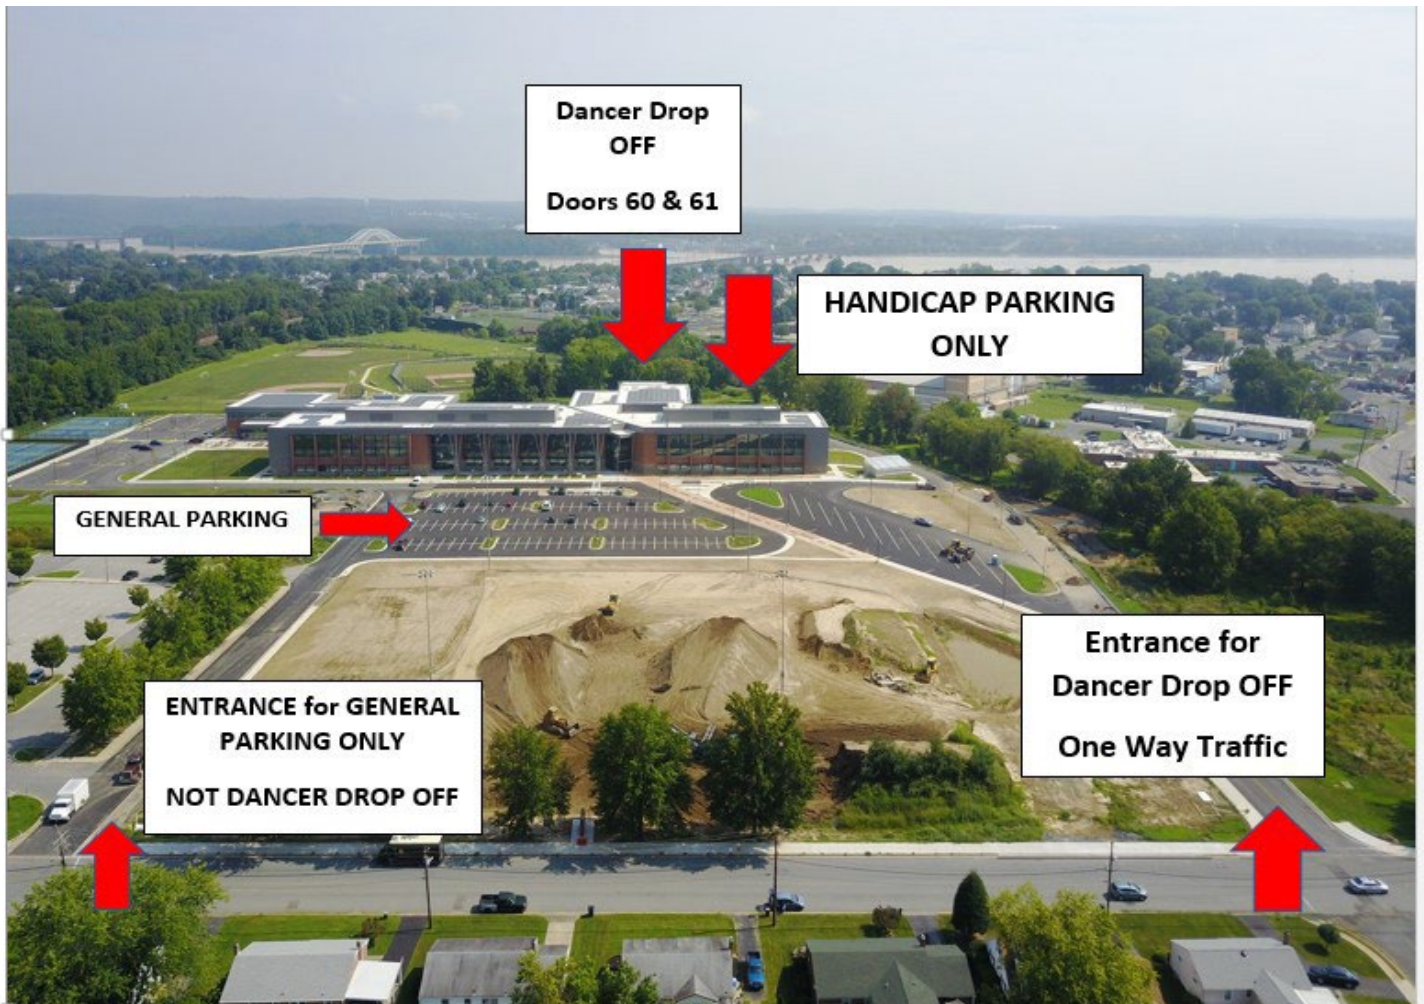 Dancer Drop
OFF
Doors 60 & 61
HANDICAP PARKING
ONLY
GENERAL PARKING
ENTRANCE for GENERAL
PARKING ONLY
NOT DANCER DROP OFF
Entrance for
Dancer Drop OFF
One Way Traffic